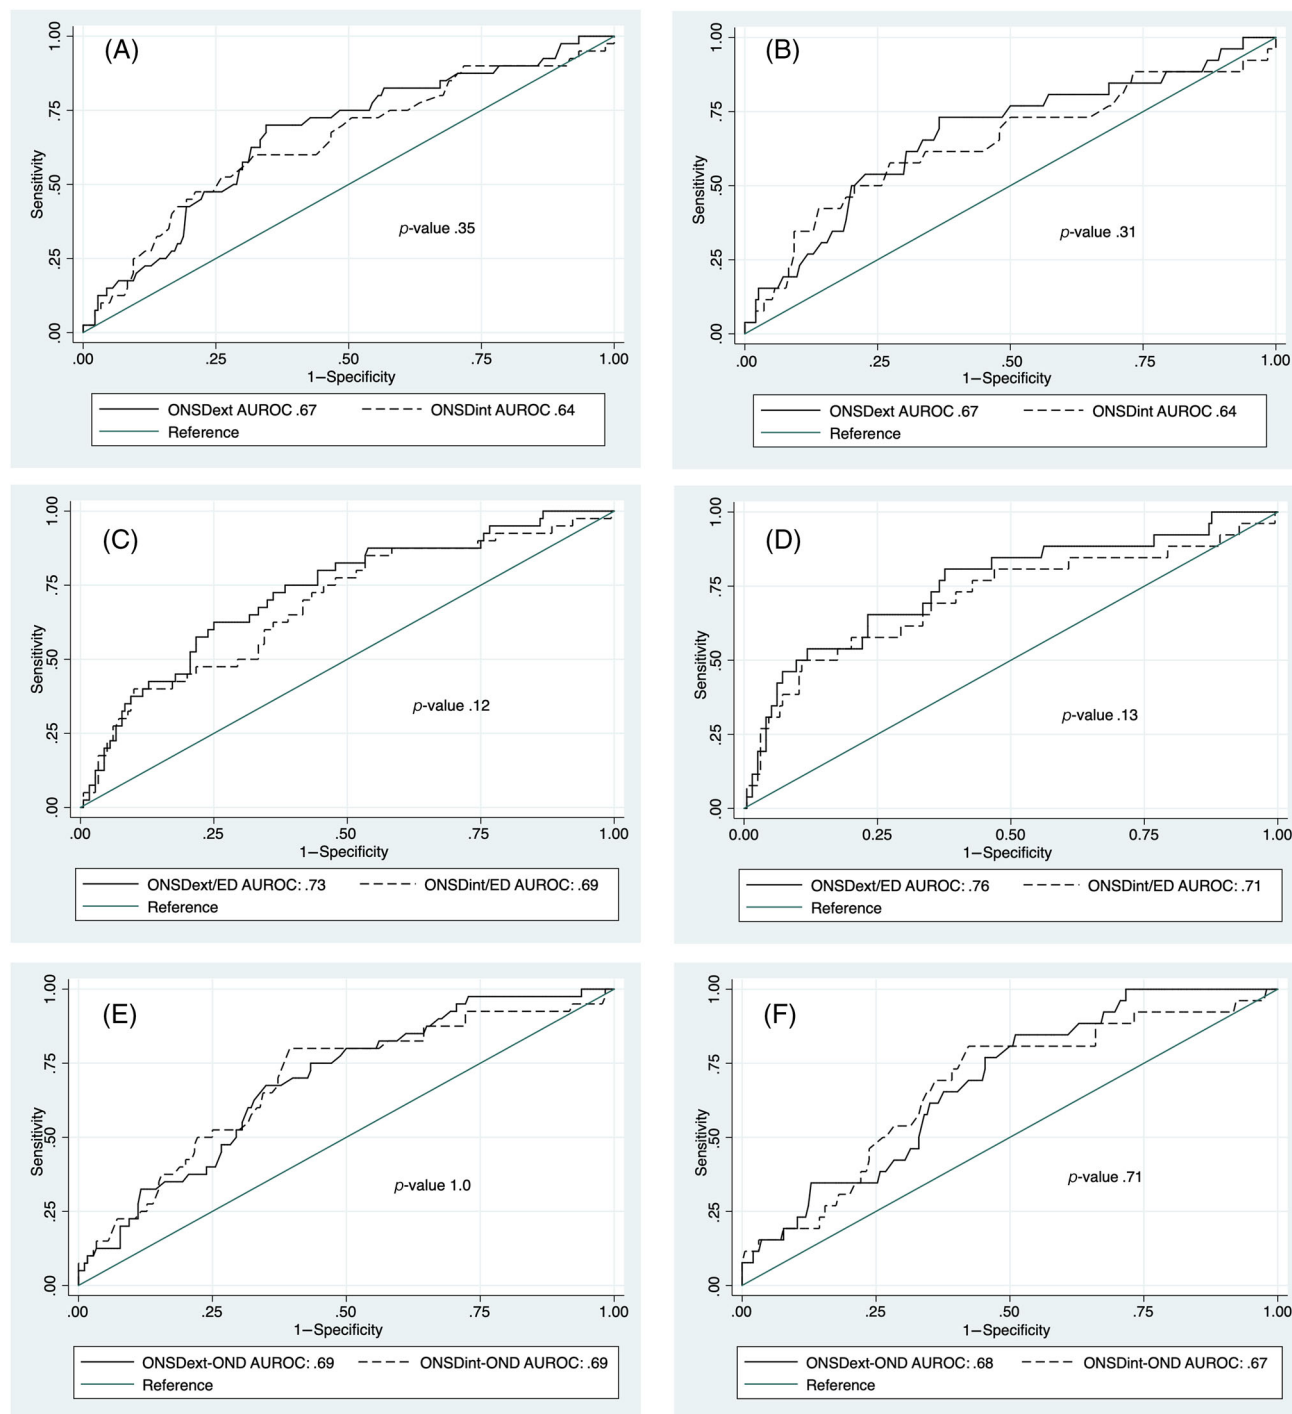 (A)
1.00
.75
.50
.25
.00
Sensitivity
p-value .35
.00 .25 .50 .75 1.00
1−Specificity
ONSDext AUROC .67 ONSDint AUROC .64
Reference
(B)
1.00
.75
.50
.25
.00
Sensitivity
p-value .31
.00 .25 .50 .75 1.00
1−Specificity
ONSDext AUROC .67 ONSDint AUROC .64
Reference
(C)
1.00
.75
.50
.25
.00
Sensitivity
p-value .12
.00 .25 .50 .75 1.00
1−Specificity
ONSDext/ED AUROC: .73 ONSDint/ED AUROC: .69
Reference
(D)
1.00
.75
.50
.25
.00
Sensitivity
p-value .13
0.00 0.25 0.50 0.75 1.00
1−Specificity
ONSDext/ED AUROC: .76 ONSDint/ED AUROC: .71
Reference
(E)
1.00
.75
.50
.25
.00
Sensitivity
p-value 1.0
.00 .25 .50 .75 1.00
1−Specificity
ONSDext-OND AUROC: .69 ONSDint-OND AUROC: .69
Reference
(F)
1.00
.75
.50
.25
.00
Sensitivity
p-value .71
.00 .25 .50 .75 1.00
1−Specificity
ONSDext-OND AUROC: .68 ONSDint-OND AUROC: .67
Reference